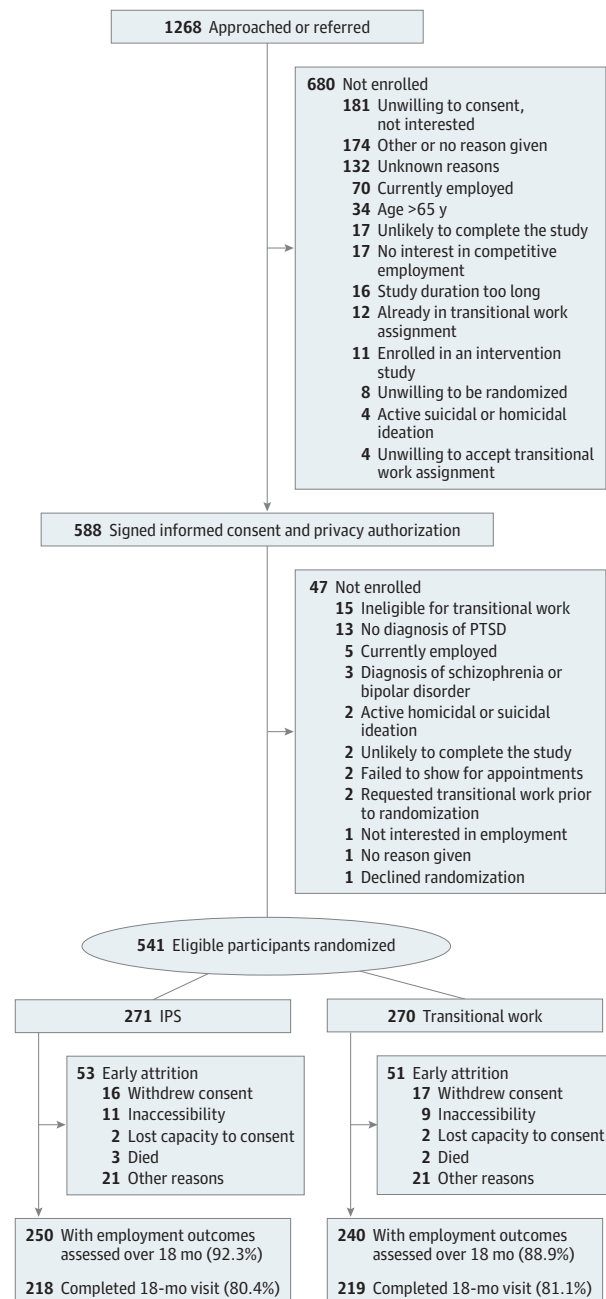 1268 Approached or referred
680 Not enrolled
181 Unwilling to consent,
not interested
174 Other or no reason given
132 Unknown reasons
70 Currently employed
34 Age >65 y
17 Unlikely to complete the study
17 No interest in competitive
employment
16 Study duration too long
12 Already in transitional work
assignment
11 Enrolled in an intervention
study
8 Unwilling to be randomized
4 Active suicidal or homicidal
ideation
4 Unwilling to accept transitional
work assignment
588 Signed informed consent and privacy authorization
47 Not enrolled
15 Ineligible for transitional work
13 No diagnosis of PTSD
5 Currently employed
3 Diagnosis of schizophrenia or
bipolar disorder
2 Active homicidal or suicidal
ideation
2 Unlikely to complete the study
2 Failed to show for appointments
2 Requested transitional work prior
to randomization
1 Not interested in employment
1 No reason given
1 Declined randomization
541 Eligible participants randomized
271 IPS
53 Early attrition
16 Withdrew consent
11 Inaccessibility
2 Lost capacity to consent
3 Died
21 Other reasons
250 With employment outcomes
assessed over 18 mo (92.3%)
218 Completed 18-mo visit (80.4%)
270 Transitional work
51 Early attrition
17 Withdrew consent
9 Inaccessibility
2 Lost capacity to consent
2 Died
21 Other reasons
240 With employment outcomes
assessed over 18 mo (88.9%)
219 Completed 18-mo visit (81.1%)